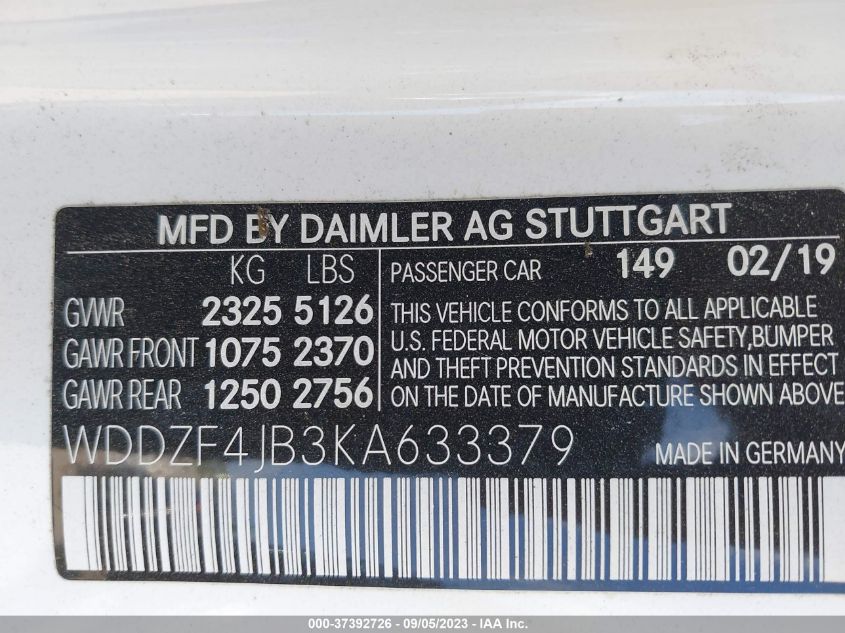 MFD BY DAIMLER AG STUTTGART
KG LBS
GVWR 2325 5126
GAWR FRONT 1075 2370
GAWR REAR 1250 2756
PASSENGER CAR 149 02/19
THIS VEHICLE CONFORMS TO ALL APPLICABLE
U.S. FEDERAL MOTOR VEHICLE SAFETY,BUMPER
AND THEFT PREVENTION STANDARDS IN EFFECT
ON THE DATE OF MANUFACTURE SHOWN ABOVE
WDDZF4JB3KA633379 MADE IN GERMANY
000-37392726 - 09/05/2023 - IAA Inc.